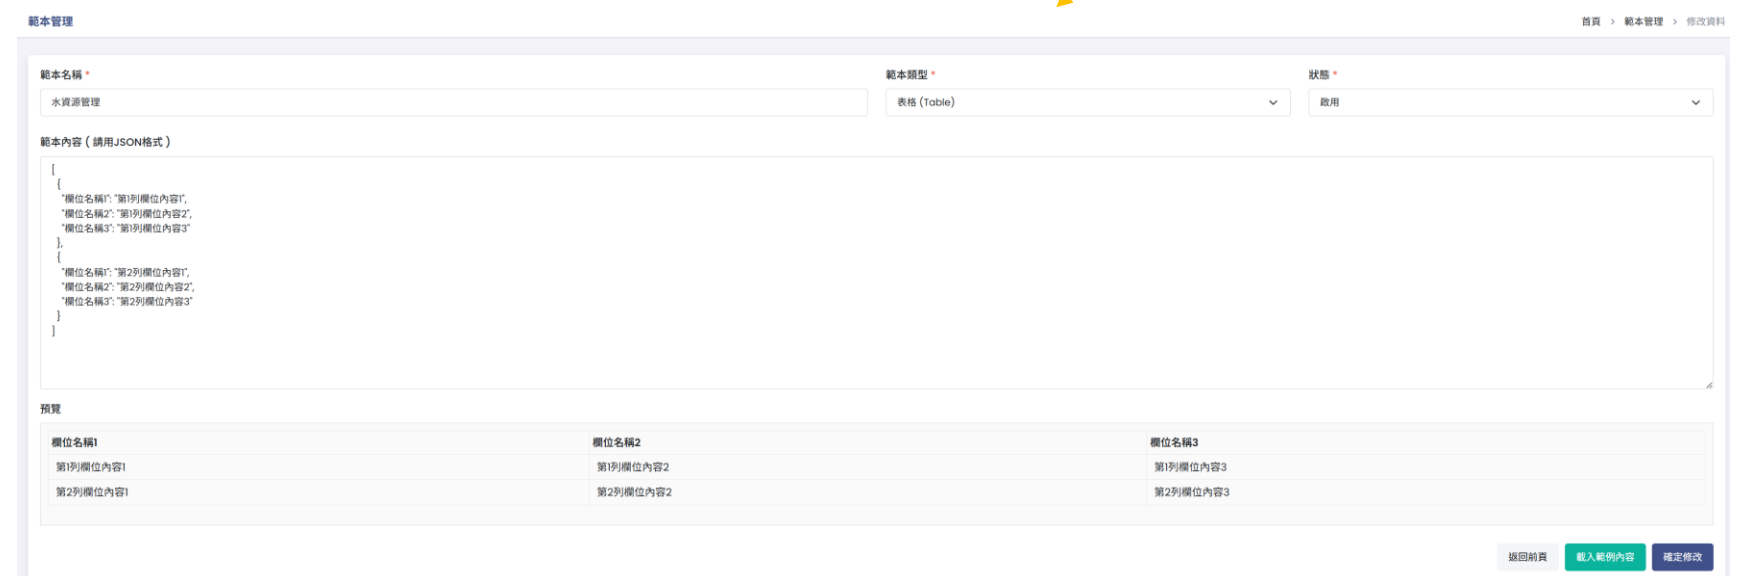 範本管理
首頁 > 範本管理 > 修改資料
範本名稱 * 範本類型 * 狀態 *
水資源管理 表格 (Table) 啟用
範本內容 ( 請用JSON格式 )
[
{
"欄位名稱1": "第1列欄位內容1",
"欄位名稱2": "第1列欄位內容2",
"欄位名稱3": "第1列欄位內容3"
},
{
"欄位名稱1": "第2列欄位內容1",
"欄位名稱2": "第2列欄位內容2",
"欄位名稱3": "第2列欄位內容3"
}
]
預覽
欄位名稱1 欄位名稱2 欄位名稱3
第1列欄位內容1 第1列欄位內容2 第1列欄位內容3
第2列欄位內容1 第2列欄位內容2 第2列欄位內容3
返回前頁 載入範例內容 確定修改